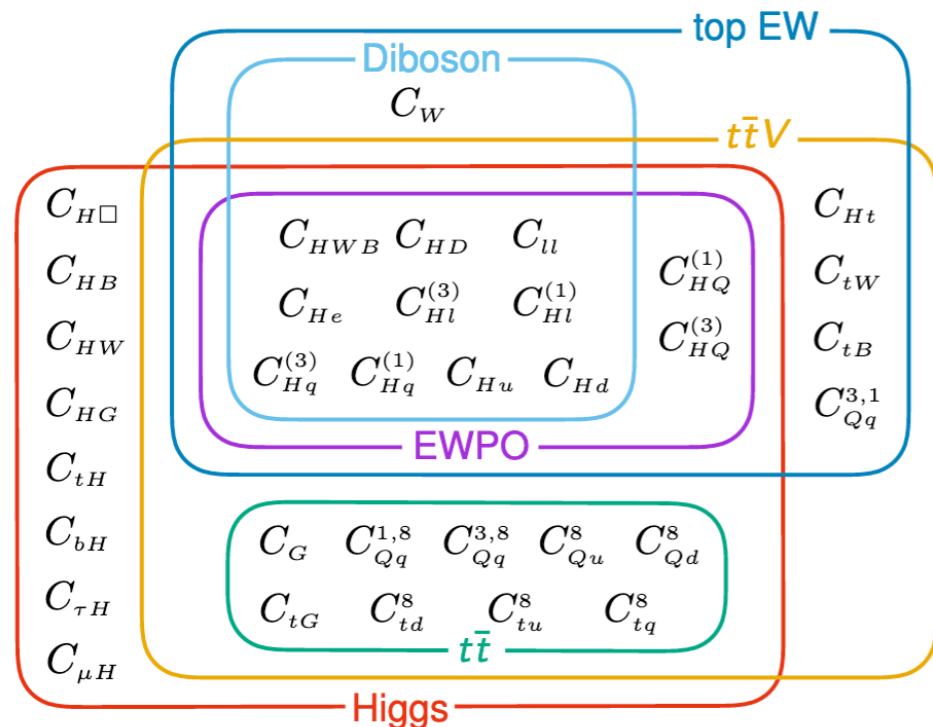 top EW
Diboson
C_W
tt̄V
C_{H□}
C_{HB}
C_{HW}
C_{HG}
C_{tH}
C_{bH}
C_{τH}
C_{μH}
C_{HWB} C_{HD} C_{ll}
C_{He} C_{Hl}^{(3)} C_{Hl}^{(1)}
C_{Hq}^{(3)} C_{Hq}^{(1)} C_{Hu} C_{Hd}
C_{HQ}^{(1)}
C_{HQ}^{(3)}
C_{Ht}
C_{tW}
C_{tB}
C_{Qq}^{3,1}
EWPO
C_G C_{Qq}^{1,8} C_{Qq}^{3,8} C_{Qu}^{8} C_{Qd}^{8}
C_{tG} C_{td}^{8} C_{tu}^{8} C_{tq}^{8}
tt̄
Higgs